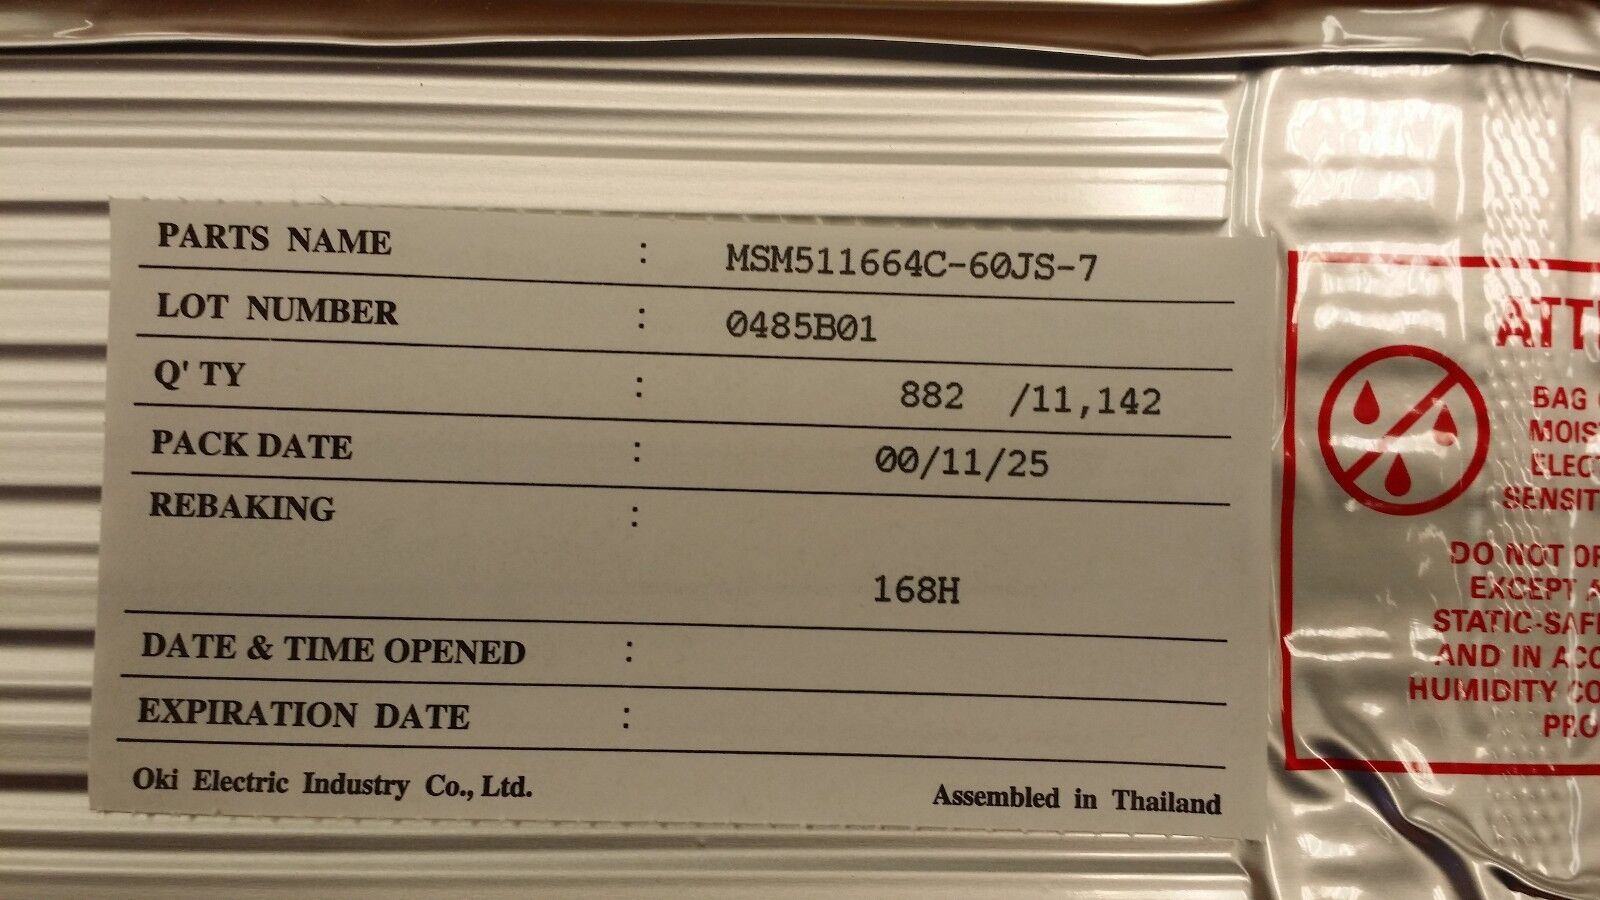 PARTS NAME : MSM511664C-60JS-7
LOT NUMBER : 0485B01
Q' TY : 882 /11,142
PACK DATE : 00/11/25
REBAKING :
168H
DATE & TIME OPENED :
EXPIRATION DATE :
Oki Electric Industry Co., Ltd. Assembled in Thailand
BAG
MOIS
ELEC
SENSIT
DO NOT
EXCEPT
STATIC-SAF
AND IN ACC
HUMIDITY CO
PRO